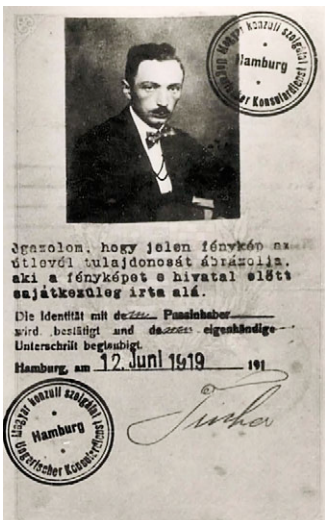 Magyar konzuli szolgálat
Hamburg
Ungarischer Konsulardienst
Igazolom, hogy jelen fénykép az
útlevél tulajdonosát ábrázolja,
aki a fényképet e hivatal előtt
sajátkezüleg irta alá.
Die Identität mit dem Passinhaber
wird bestätigt und dessen eigenhändige
Unterschrift beglaubigt.
Hamburg, am 12. Juni 1919 191
Magyar konzuli szolgálat
Hamburg
Ungarischer Konsulardienst